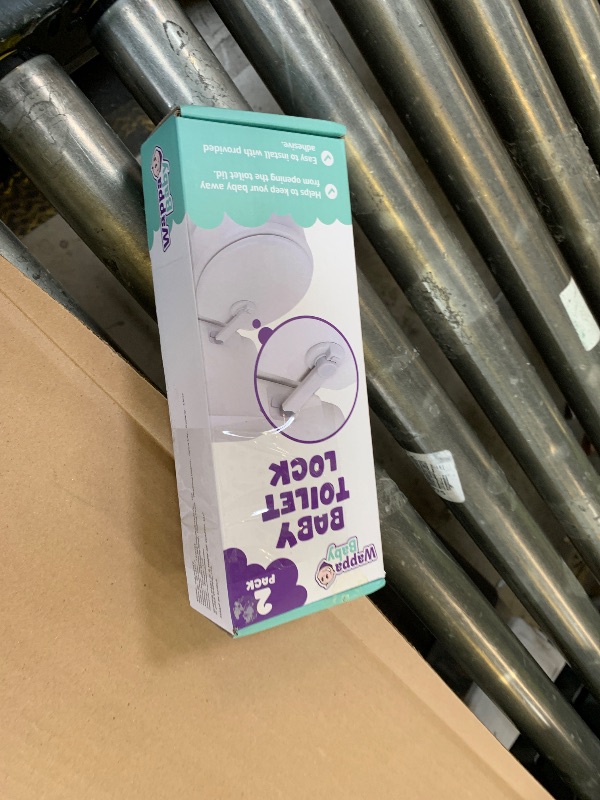 2
PACK
Wappa
Baby
BABY
TOILET
LOCK
Helps to keep your baby away
from opening the toilet lid.
Easy to install with provided
adhesive.
Wappa